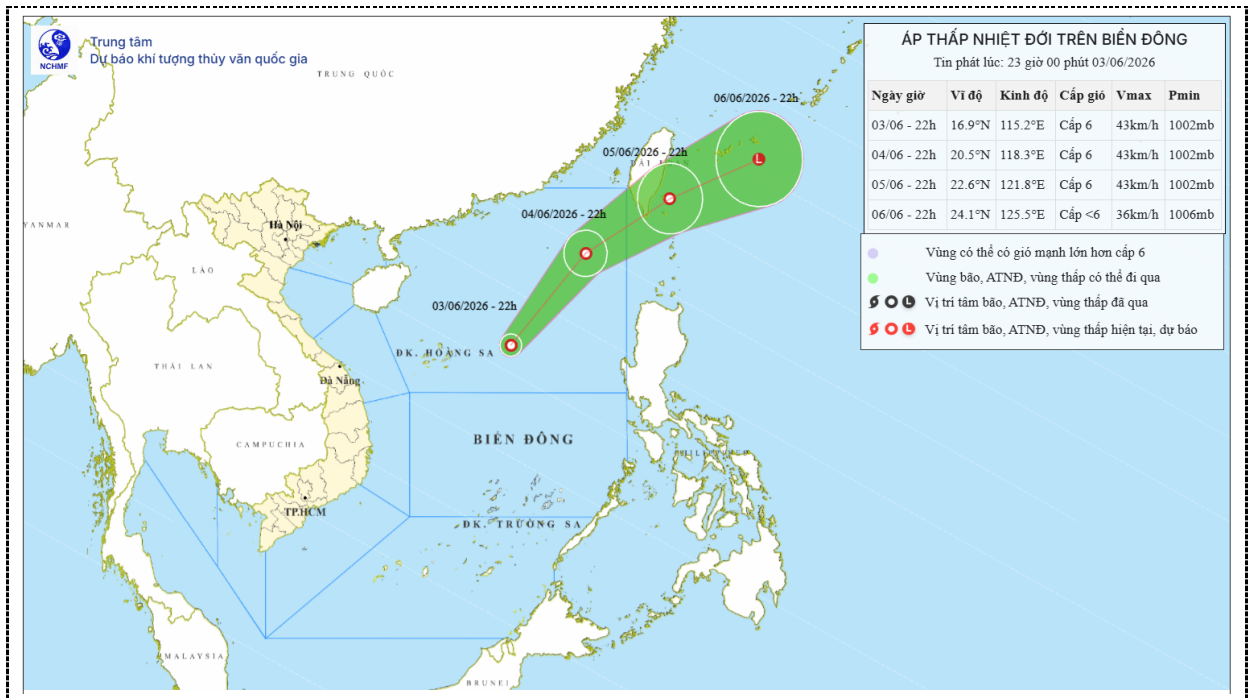 NCHMF
Trung tâm
Dự báo khí tượng thủy văn quốc gia
ÁP THẤP NHIỆT ĐỚI TRÊN BIỂN ĐÔNG
Tin phát lúc: 23 giờ 00 phút 03/06/2026
Ngày giờ Vĩ độ Kinh độ Cấp gió Vmax Pmin
03/06 - 22h 16.9°N 115.2°E Cấp 6 43km/h 1002mb
04/06 - 22h 20.5°N 118.3°E Cấp 6 43km/h 1002mb
05/06 - 22h 22.6°N 121.8°E Cấp 6 43km/h 1002mb
06/06 - 22h 24.1°N 125.5°E Cấp <6 36km/h 1006mb
Vùng có thể có gió mạnh lớn hơn cấp 6
Vùng bão, ATNĐ, vùng thấp có thể đi qua
L Vị trí tâm bão, ATNĐ, vùng thấp đã qua
L Vị trí tâm bão, ATNĐ, vùng thấp hiện tại, dự báo
TRUNG QUỐC
06/06/2026 - 22h
L
05/06/2026 - 22h
04/06/2026 - 22h
YANMAR
Hà Nội
LÀO
03/06/2026 - 22h
ĐK. HOÀNG SA
THÁI LAN
Đà Nẵng
CAMPUCHIA
BIỂN ĐÔNG
PHILIPPINES
TP.HCM
ĐK. TRƯỜNG SA
MALAYSIA
BRUNEI